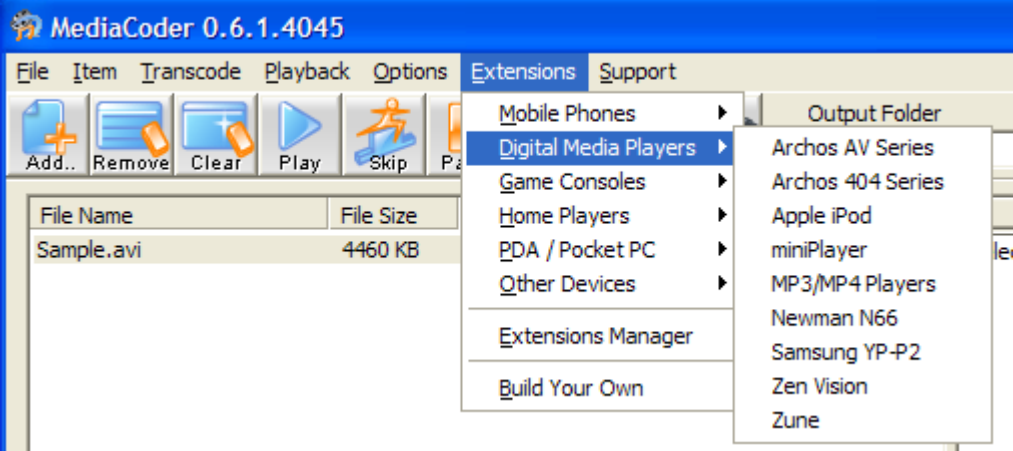 MediaCoder 0.6.1.4045
File Item Transcode Playback Options Extensions Support
Add.. Remove Clear Play Skip
Output Folder
Mobile Phones
Digital Media Players
Game Consoles
Home Players
PDA / Pocket PC
Other Devices
Extensions Manager
Build Your Own
Archos AV Series
Archos 404 Series
Apple iPod
miniPlayer
MP3/MP4 Players
Newman N66
Samsung YP-P2
Zen Vision
Zune
File Name File Size
Sample.avi 4460 KB